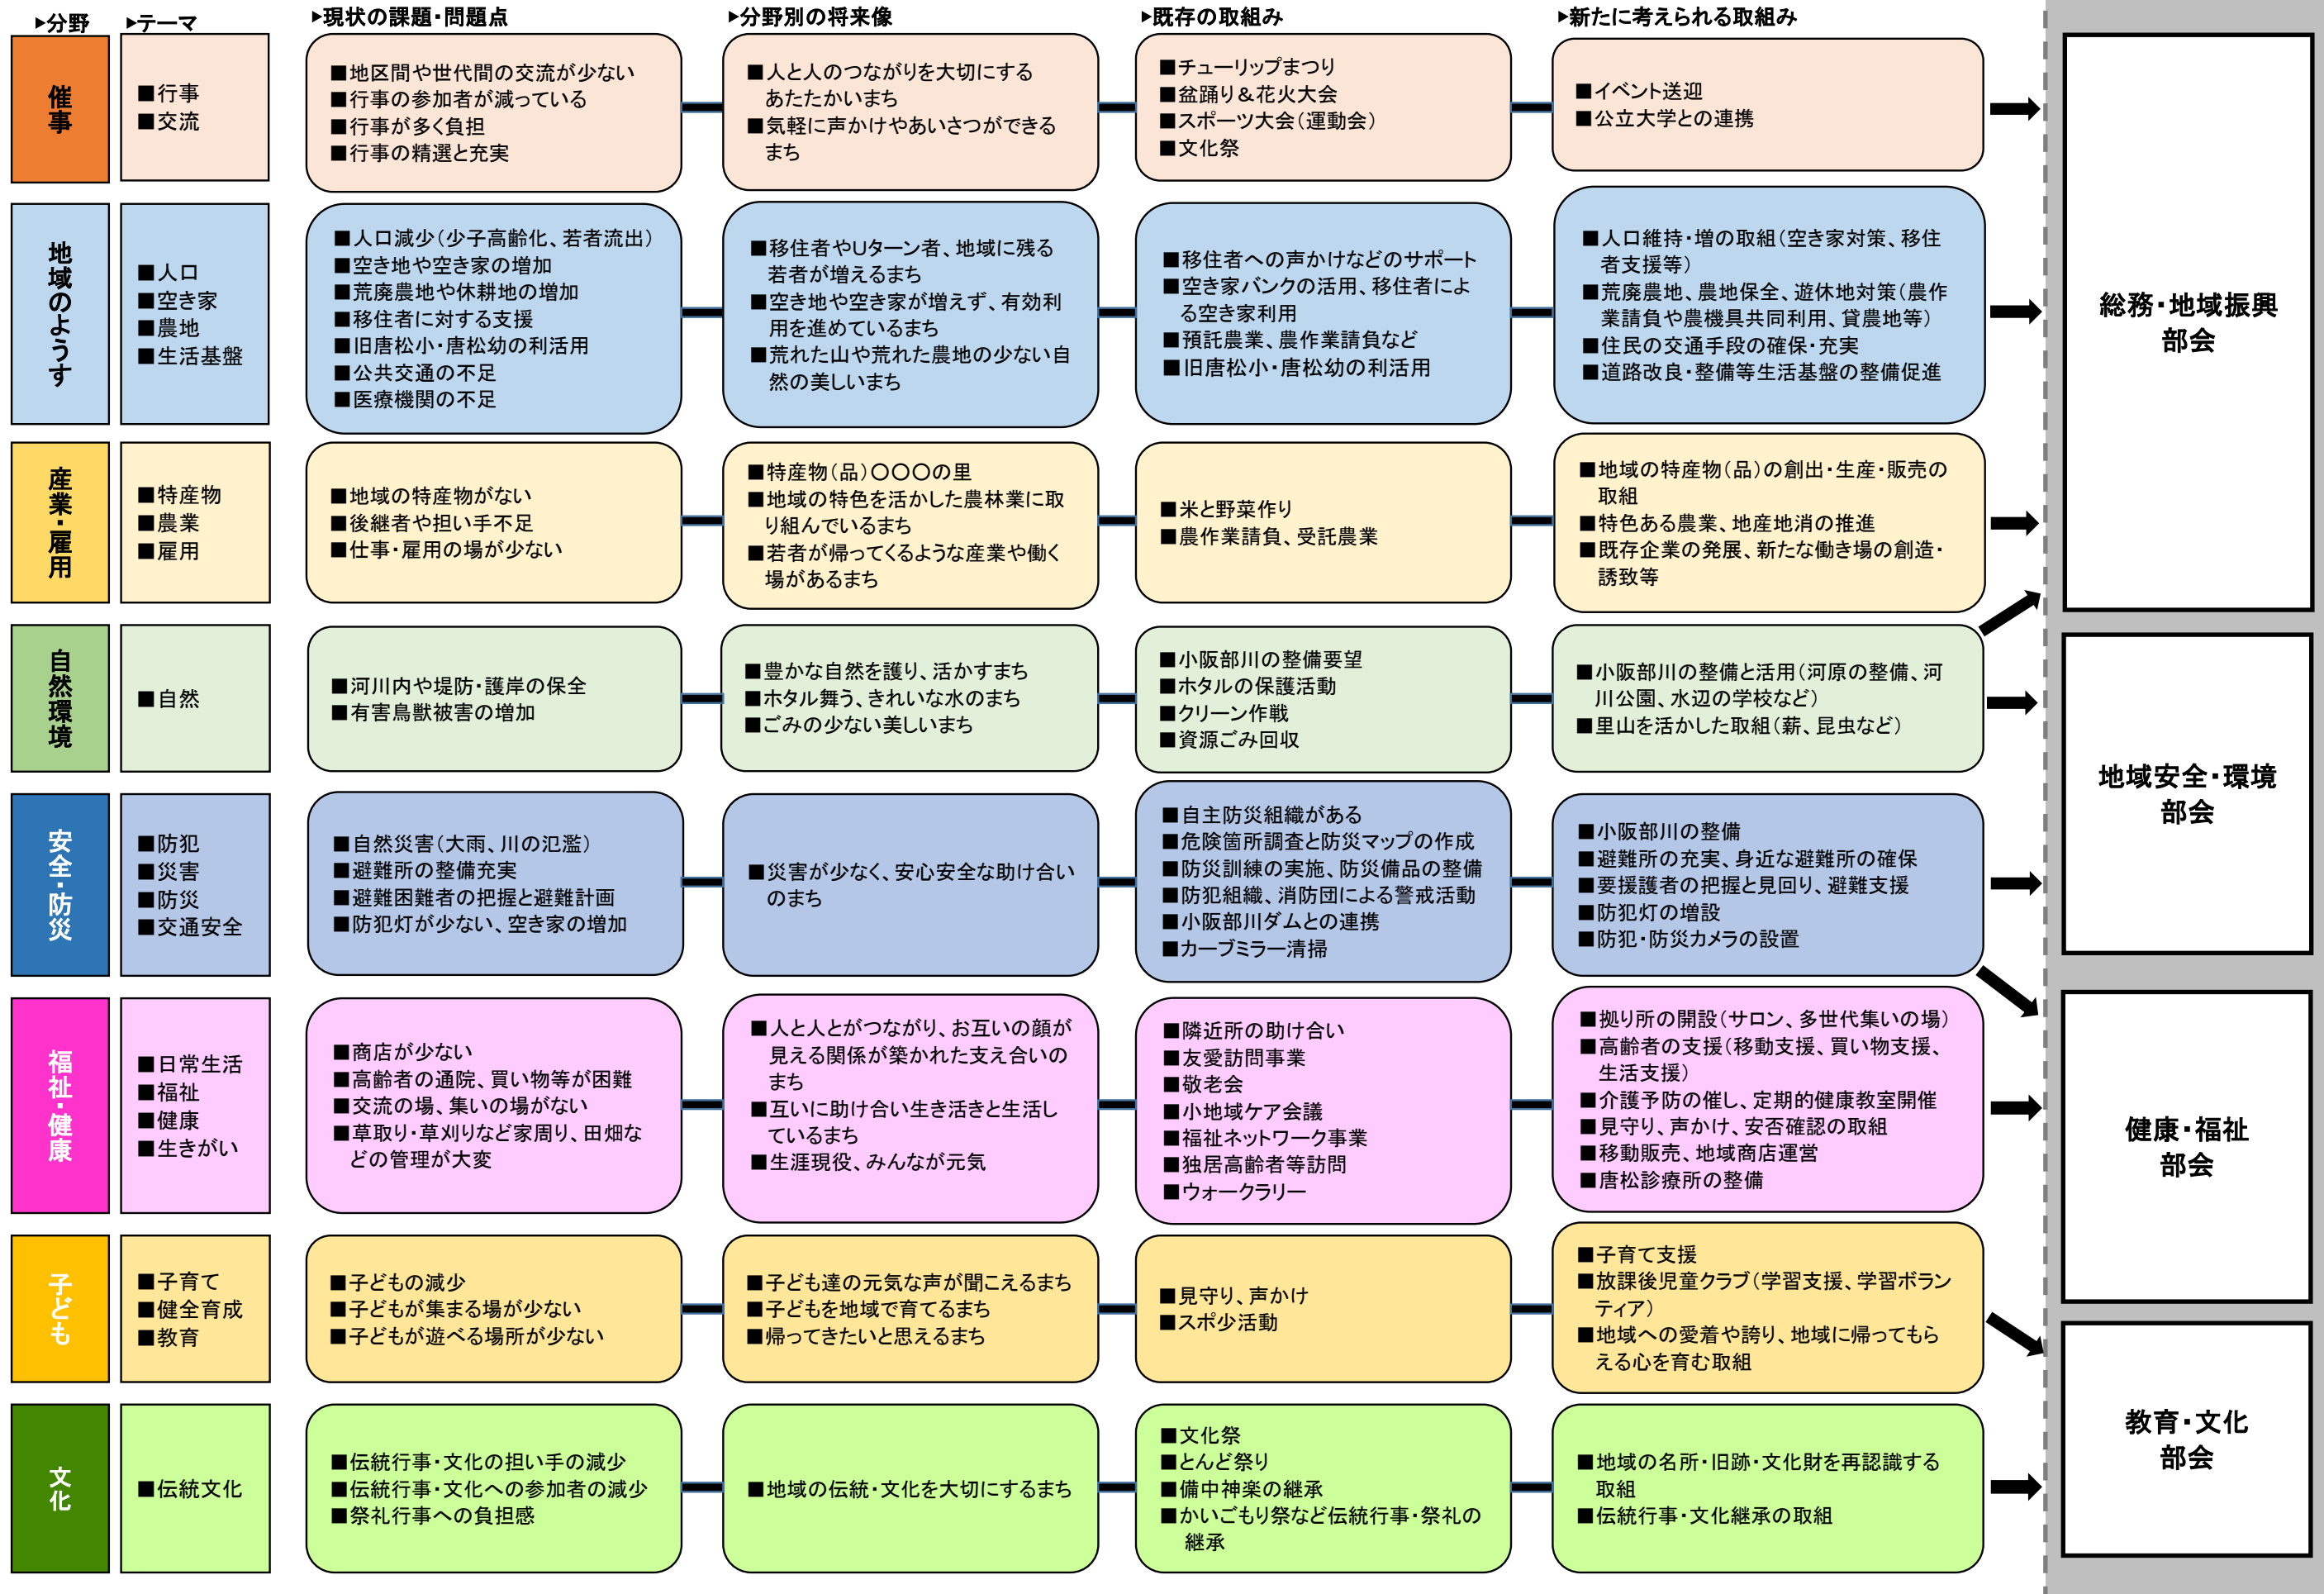 ▶分野
▶テーマ
▶現状の課題・問題点
▶分野別の将来像
▶既存の取組み
▶新たに考えられる取組み
催事
■行事
■交流
■地区間や世代間の交流が少ない
■行事の参加者が減っている
■行事が多く負担
■行事の精選と充実
■人と人のつながりを大切にする
あたたかいまち
■気軽に声かけやあいさつができる
まち
■チューリップまつり
■盆踊り＆花火大会
■スポーツ大会（運動会）
■文化祭
■イベント送迎
■公立大学との連携
地域のようす
■人口
■空き家
■農地
■生活基盤
■人口減少（少子高齢化、若者流出）
■空き地や空き家の増加
■荒廃農地や休耕地の増加
■移住者に対する支援
■旧唐松小・唐松幼の利活用
■公共交通の不足
■医療機関の不足
■移住者やUターン者、地域に残る
若者が増えるまち
■空き地や空き家が増えず、有効利
用を進めているまち
■荒れた山や荒れた農地の少ない自
然の美しいまち
■移住者への声かけなどのサポート
■空き家バンクの活用、移住者によ
る空き家利用
■預託農業、農作業請負など
■旧唐松小・唐松幼の利活用
■人口維持・増の取組（空き家対策、移住
者支援等）
■荒廃農地、農地保全、遊休地対策（農作
業請負や農機具共同利用、貸農地等）
■住民の交通手段の確保・充実
■道路改良・整備等生活基盤の整備促進
産業・雇用
■特産物
■農業
■雇用
■地域の特産物がない
■後継者や担い手不足
■仕事・雇用の場が少ない
■特産物（品）〇〇〇の里
■地域の特色を活かした農林業に取
り組んでいるまち
■若者が帰ってくるような産業や働く
場があるまち
■米と野菜作り
■農作業請負、受託農業
■地域の特産物（品）の創出・生産・販売の
取組
■特色ある農業、地産地消の推進
■既存企業の発展、新たな働き場の創造・
誘致等
総務・地域振興
部会
自然環境
■自然
■河川内や堤防・護岸の保全
■有害鳥獣被害の増加
■豊かな自然を護り、活かすまち
■ホタル舞う、きれいな水のまち
■ごみの少ない美しいまち
■小阪部川の整備要望
■ホタルの保護活動
■クリーン作戦
■資源ごみ回収
■小阪部川の整備と活用（河原の整備、河
川公園、水辺の学校など）
■里山を活かした取組（薪、昆虫など）
安全・防災
■防犯
■災害
■防災
■交通安全
■自然災害（大雨、川の氾濫）
■避難所の整備充実
■避難困難者の把握と避難計画
■防犯灯が少ない、空き家の増加
■災害が少なく、安心安全な助け合い
のまち
■自主防災組織がある
■危険箇所調査と防災マップの作成
■防災訓練の実施、防災備品の整備
■防犯組織、消防団による警戒活動
■小阪部川ダムとの連携
■カーブミラー清掃
■小阪部川の整備
■避難所の充実、身近な避難所の確保
■要援護者の把握と見回り、避難支援
■防犯灯の増設
■防犯・防災カメラの設置
地域安全・環境
部会
福祉・健康
■日常生活
■福祉
■健康
■生きがい
■商店が少ない
■高齢者の通院、買い物等が困難
■交流の場、集いの場がない
■草取り・草刈りなど家周り、田畑な
どの管理が大変
■人と人とがつながり、お互いの顔が
見える関係が築かれた支え合いの
まち
■互いに助け合い生き活きと生活し
ているまち
■生涯現役、みんなが元気
■隣近所の助け合い
■友愛訪問事業
■敬老会
■小地域ケア会議
■福祉ネットワーク事業
■独居高齢者等訪問
■ウォークラリー
■拠り所の開設（サロン、多世代集いの場）
■高齢者の支援（移動支援、買い物支援、
生活支援）
■介護予防の催し、定期的健康教室開催
■見守り、声かけ、安否確認の取組
■移動販売、地域商店運営
■唐松診療所の整備
健康・福祉
部会
子ども
■子育て
■健全育成
■教育
■子どもの減少
■子どもが集まる場が少ない
■子どもが遊べる場所が少ない
■子ども達の元気な声が聞こえるまち
■子どもを地域で育てるまち
■帰ってきたいと思えるまち
■見守り、声かけ
■スポ少活動
■子育て支援
■放課後児童クラブ（学習支援、学習ボラン
ティア）
■地域への愛着や誇り、地域に帰ってもら
える心を育む取組
文化
■伝統文化
■伝統行事・文化の担い手の減少
■伝統行事・文化への参加者の減少
■祭礼行事への負担感
■地域の伝統・文化を大切にするまち
■文化祭
■とんど祭り
■備中神楽の継承
■かいごもり祭など伝統行事・祭礼の
継承
■地域の名所・旧跡・文化財を再認識する
取組
■伝統行事・文化継承の取組
教育・文化
部会